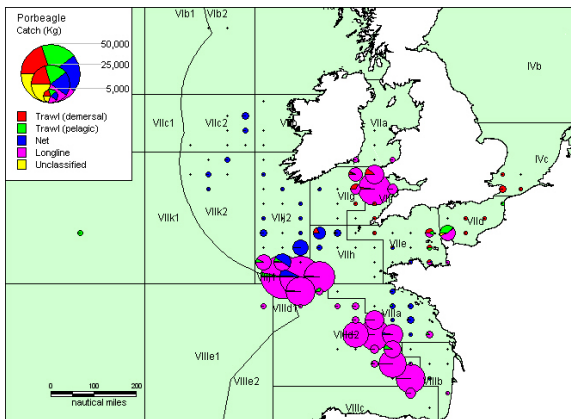 Porbeagle
Catch (Kg)
50,000
25,000
5,000
Trawl (demersal)
Trawl (pelagic)
Net
Longline
Unclassified
VIb1
VIb2
IVb
VIIc1
VIIc2
VIIa
IVc
VIIg
VIIf
VIIk1
VIIk2
VIIj2
VIId
VIIe
VIIh
VIIId1
VIIIa
VIIId2
VIIIe1
VIIIe2
VIIIb
VIIIc
0
100
200
nautical miles